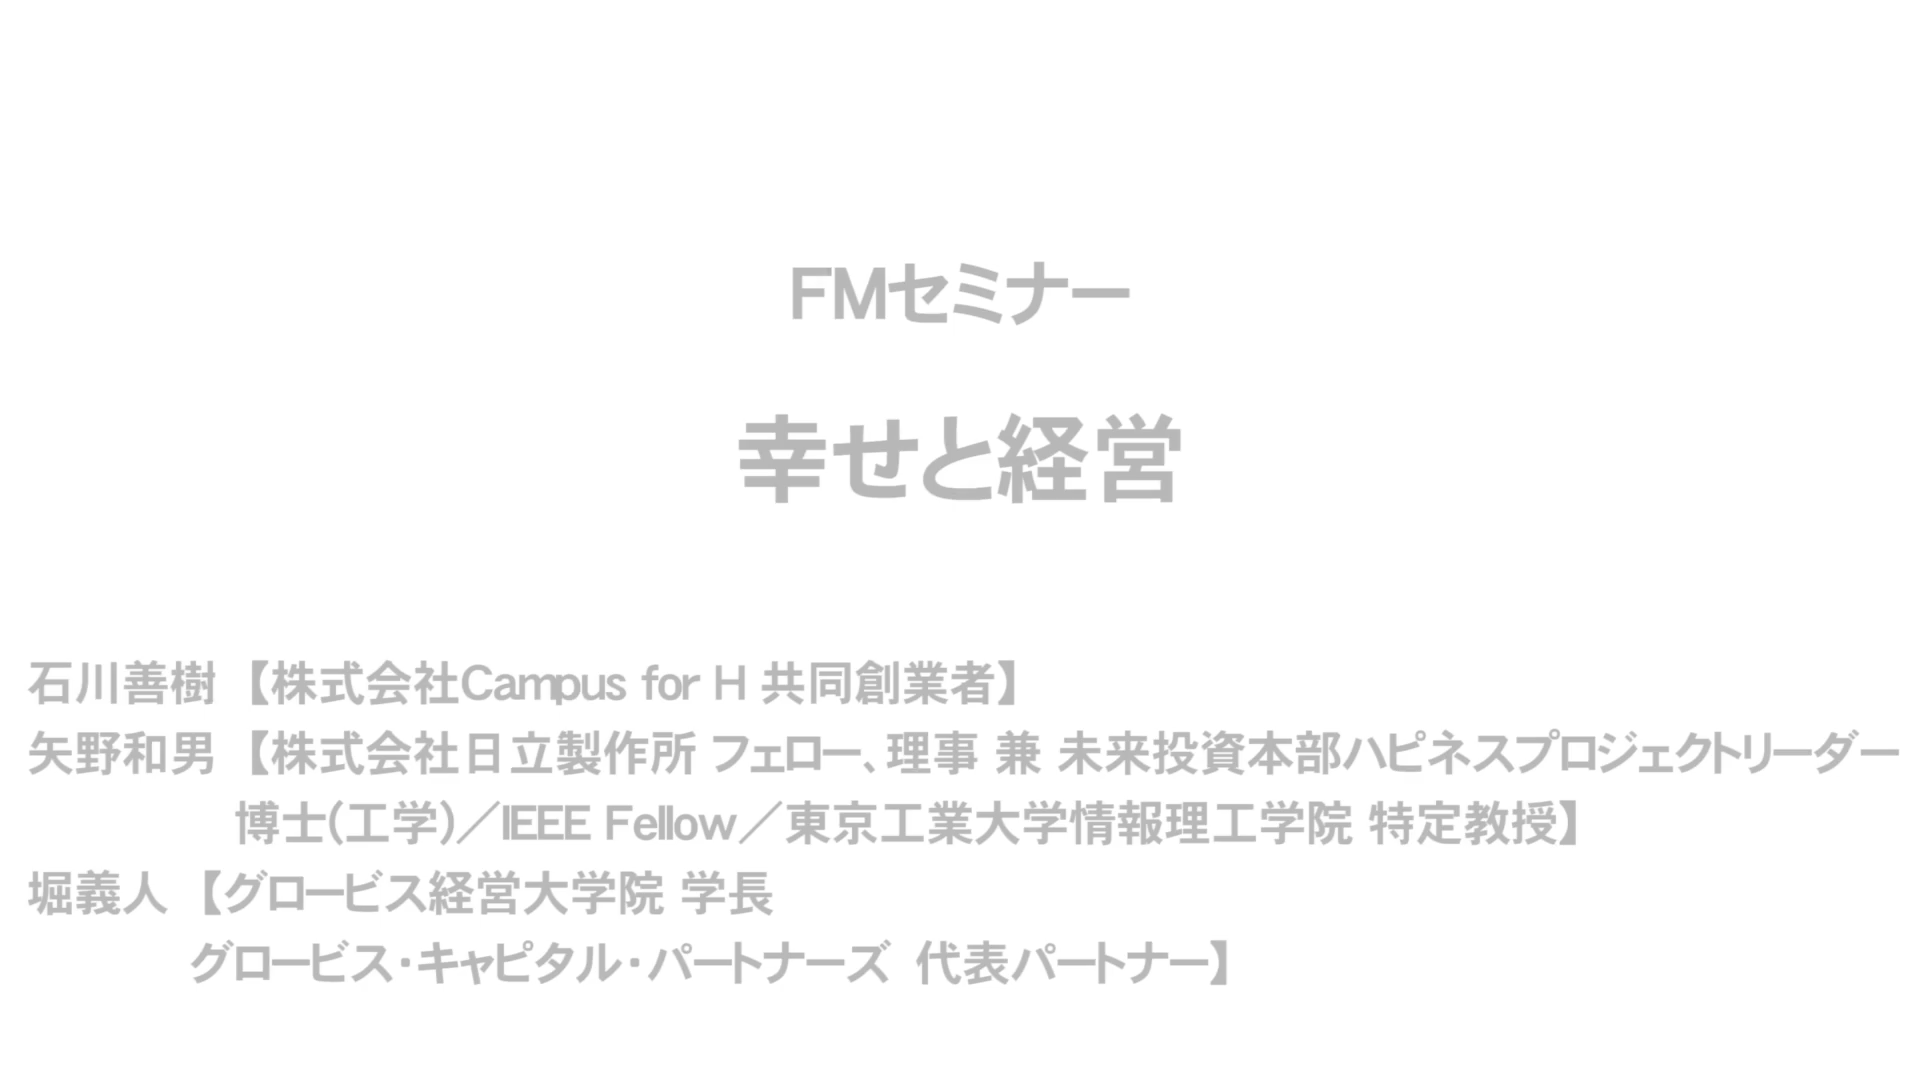 FMセミナー
幸せと経営
石川善樹 【株式会社Campus for H 共同創業者】
矢野和男 【株式会社日立製作所 フェロー、理事 兼 未来投資本部ハピネスプロジェクトリーダー
博士(工学)／IEEE Fellow／東京工業大学情報理工学院 特定教授】
堀義人 【グロービス経営大学院 学長
グロービス・キャピタル・パートナーズ 代表パートナー】